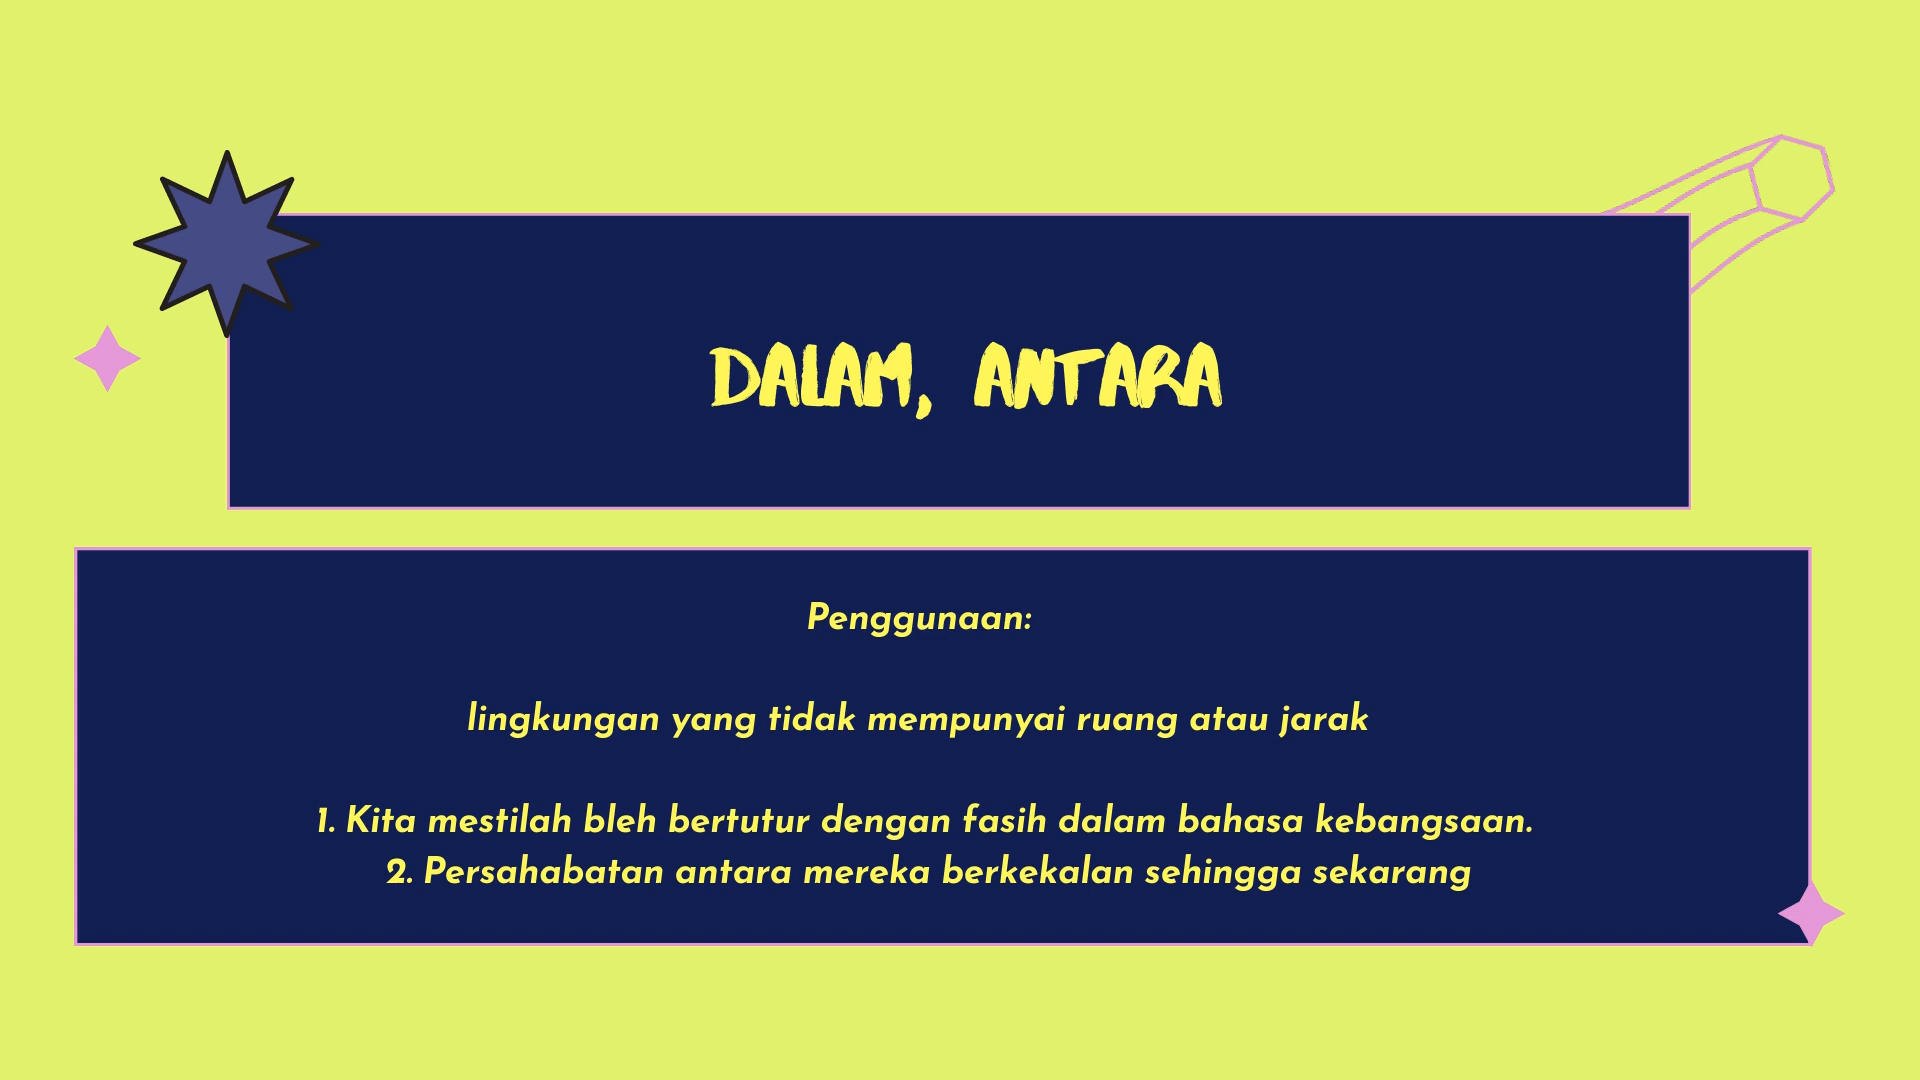 DALAM, ANTARA
Penggunaan:
lingkungan yang tidak mempunyai ruang atau jarak
1. Kita mestilah bleh bertutur dengan fasih dalam bahasa kebangsaan.
2. Persahabatan antara mereka berkekalan sehingga sekarang